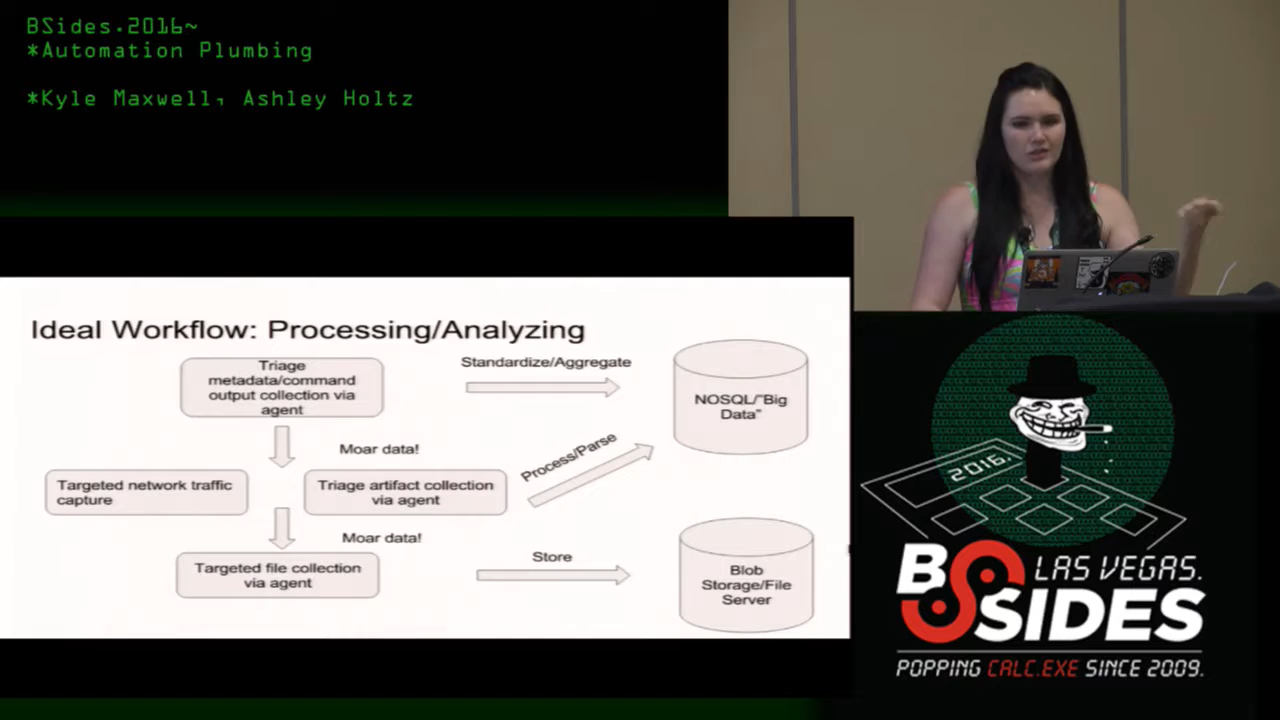 BSides.2016~
*Automation Plumbing
*Kyle Maxwell, Ashley Holtz
Ideal Workflow: Processing/Analyzing
Triage
metadata/command
output collection via
agent
Standardize/Aggregate
NOSQL/"Big
Data"
Moar data!
Process/Parse
Targeted network traffic
capture
Triage artifact collection
via agent
Moar data!
Targeted file collection
via agent
Store
Blob
Storage/File
Server
2016.
BSIDES
LAS VEGAS.
POPPING CALC.EXE SINCE 2009.